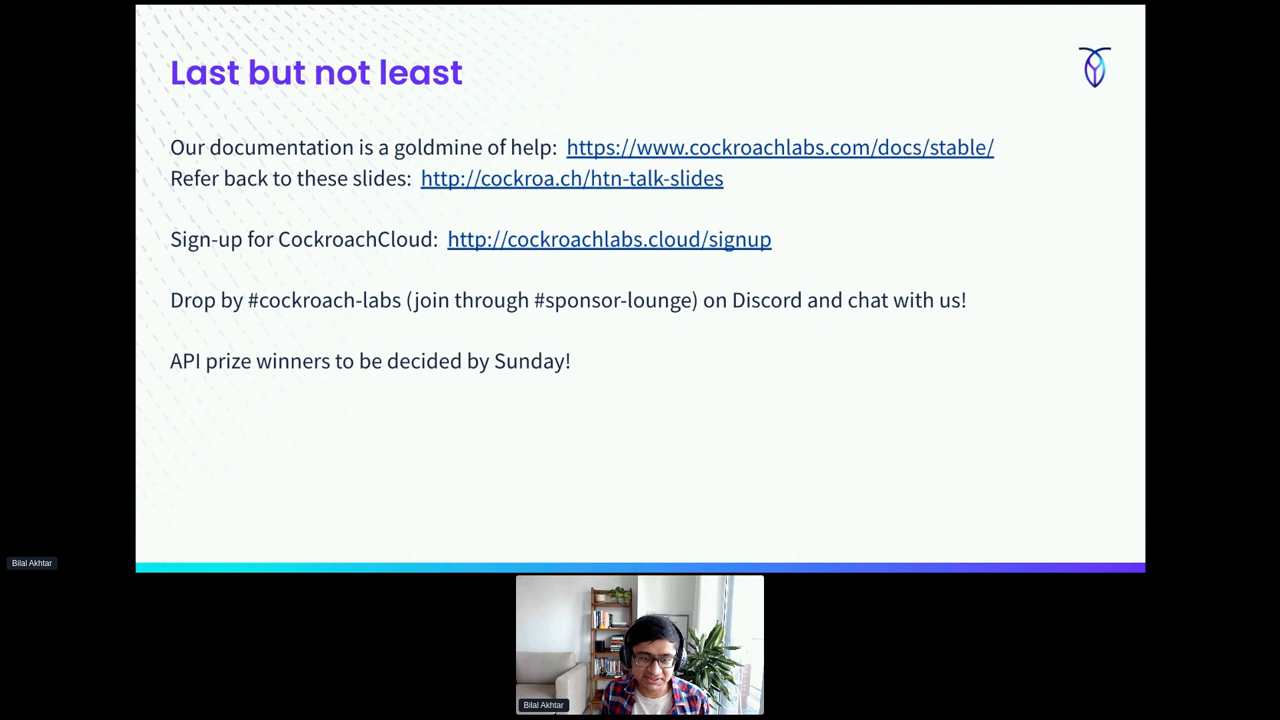 Last but not least
Our documentation is a goldmine of help: https://www.cockroachlabs.com/docs/stable/
Refer back to these slides: http://cockroa.ch/htn-talk-slides
Sign-up for CockroachCloud: http://cockroachlabs.cloud/signup
Drop by #cockroach-labs (join through #sponsor-lounge) on Discord and chat with us!
API prize winners to be decided by Sunday!
Bilal Akhtar
Bilal Akhtar